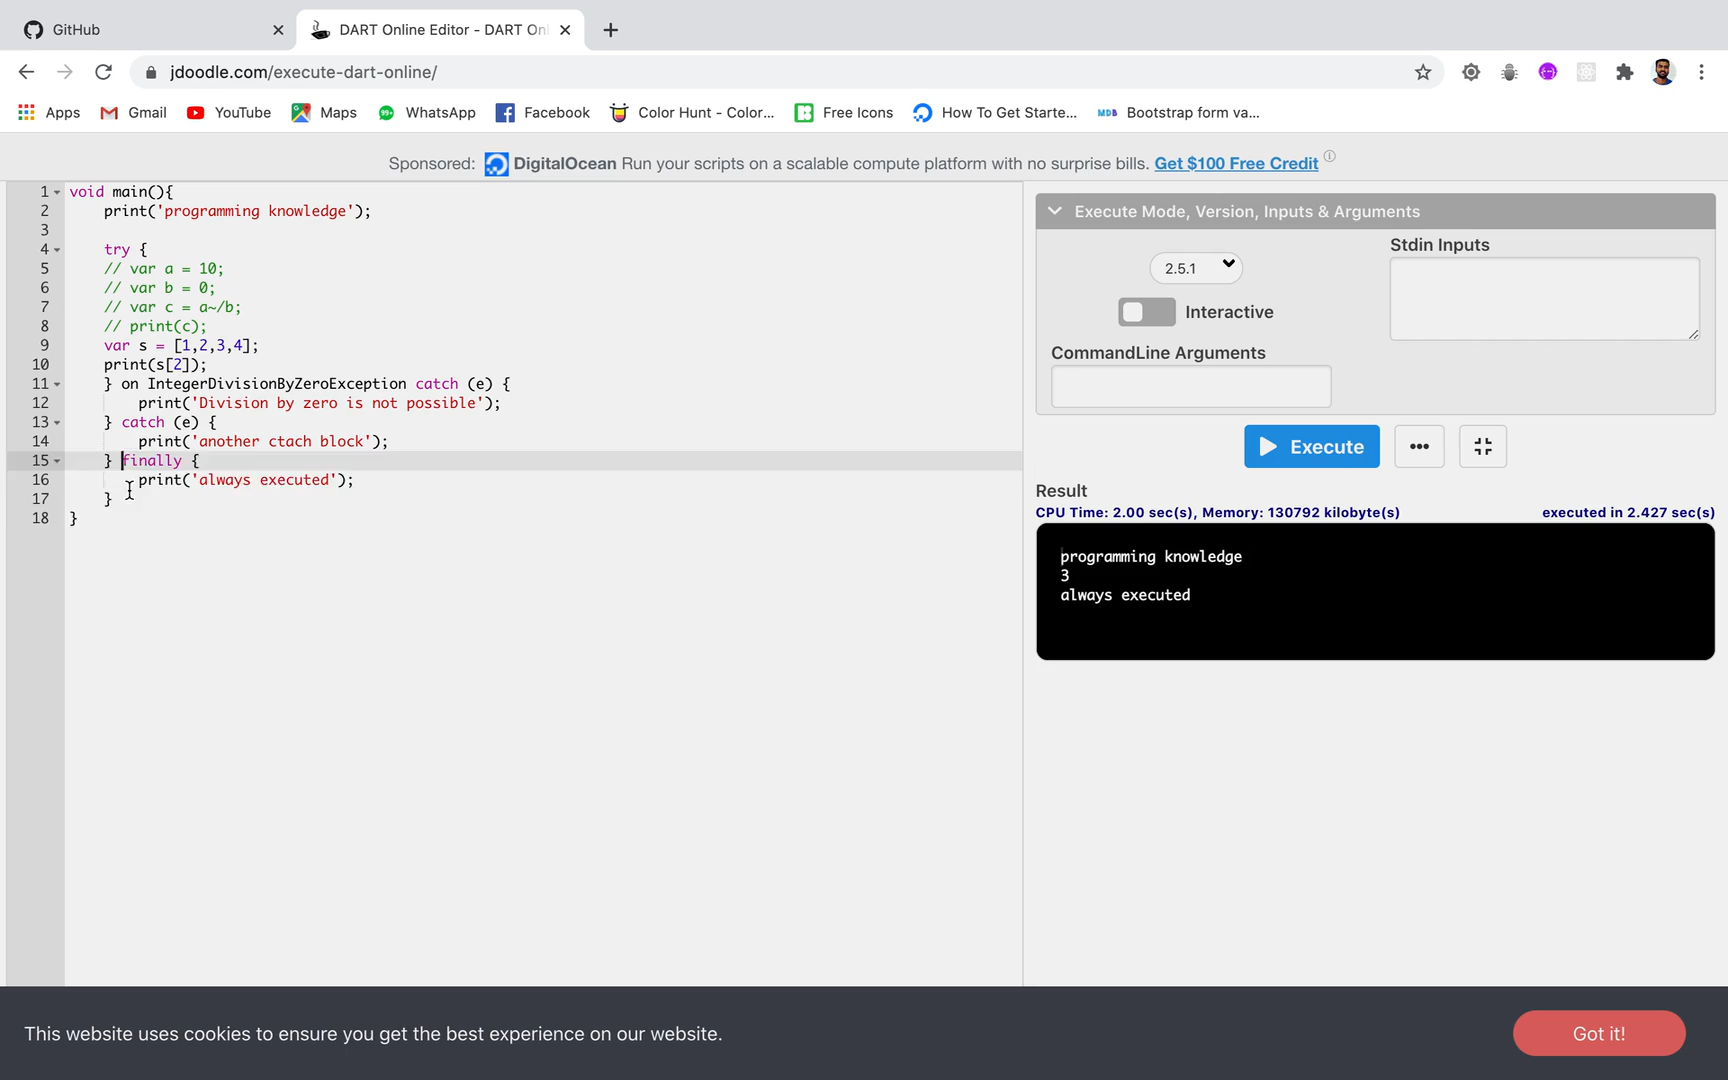 GitHub
DART Online Editor - DART Onl
jdoodle.com/execute-dart-online/
Apps Gmail YouTube Maps 99+ WhatsApp Facebook Color Hunt - Color... Free Icons How To Get Starte... MDB Bootstrap form va...
Sponsored: DigitalOcean Run your scripts on a scalable compute platform with no surprise bills. Get $100 Free Credit
1 void main(){
2 print('programming knowledge');
3
4 try {
5 // var a = 10;
6 // var b = 0;
7 // var c = a~/b;
8 // print(c);
9 var s = [1,2,3,4];
10 print(s[2]);
11 } on IntegerDivisionByZeroException catch (e) {
12 print('Division by zero is not possible');
13 } catch (e) {
14 print('another ctach block');
15 } finally {
16 print('always executed');
17 }
18 }
Execute Mode, Version, Inputs & Arguments
2.5.1
Interactive
Stdin Inputs
CommandLine Arguments
Execute
Result
CPU Time: 2.00 sec(s), Memory: 130792 kilobyte(s) executed in 2.427 sec(s)
programming knowledge
3
always executed
This website uses cookies to ensure you get the best experience on our website.
Got it!